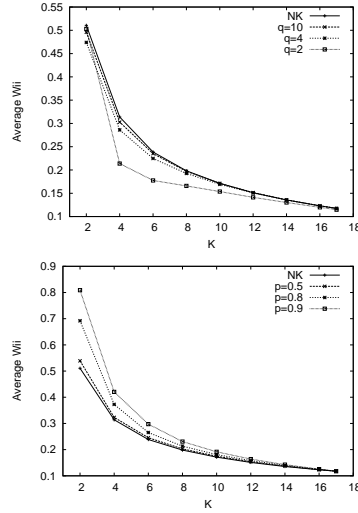 0.55
0.5
0.45
0.4
0.35
0.3
0.25
0.2
0.15
0.1
Average Wii
NK
q=10
q=4
q=2
2 4 6 8 10 12 14 16 18
K
0.9
0.8
0.7
0.6
0.5
0.4
0.3
0.2
0.1
Average Wii
NK
p=0.5
p=0.8
p=0.9
2 4 6 8 10 12 14 16 18
K